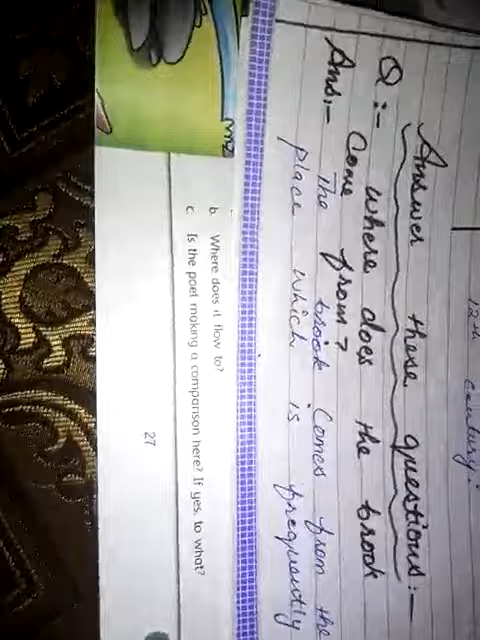 12th century.
Answer these questions:-
Q:- where does the brook
Come from?
Ans:- The brook Comes from the
place which is frequently
b. Where does it flow to?
c. Is the poet making a comparison here? If yes, to what?
27